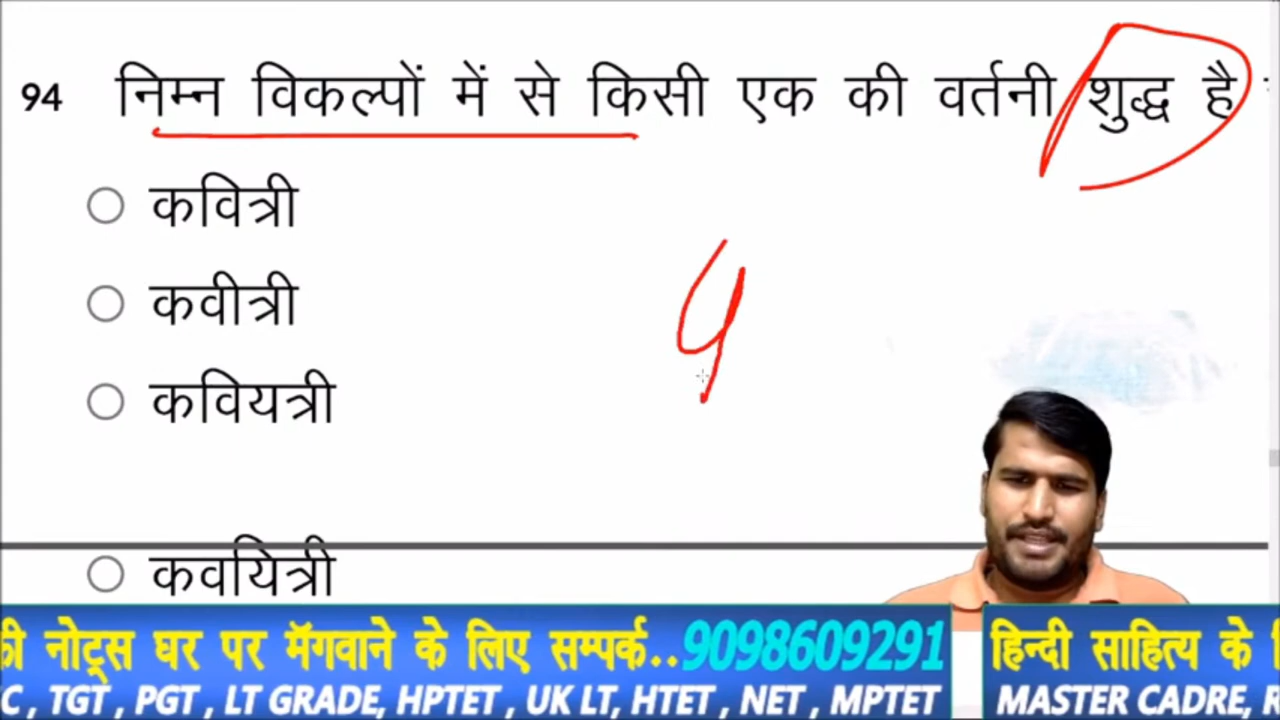 94 निम्न विकल्पों में से किसी एक की वर्तनी शुद्ध है
कवित्री
कवीत्री
कवियत्री
4
कवयित्री
की नोट्स घर पर मॅगवाने के लिए सम्पर्क..9098609291
हिन्दी साहित्य के
C , TGT , PGT , LT GRADE, HPTET , UK LT, HTET , NET , MPTET
MASTER CADRE, R